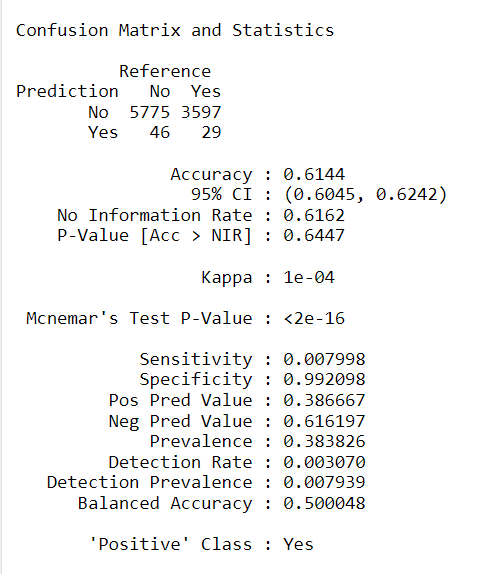 Confusion Matrix and Statistics
Reference
Prediction No Yes
No 5775 3597
Yes 46 29
Accuracy : 0.6144
95% CI : (0.6045, 0.6242)
No Information Rate : 0.6162
P-Value [Acc > NIR] : 0.6447
Kappa : 1e-04
Mcnemar's Test P-Value : <2e-16
Sensitivity : 0.007998
Specificity : 0.992098
Pos Pred Value : 0.386667
Neg Pred Value : 0.616197
Prevalence : 0.383826
Detection Rate : 0.003070
Detection Prevalence : 0.007939
Balanced Accuracy : 0.500048
'Positive' Class : Yes